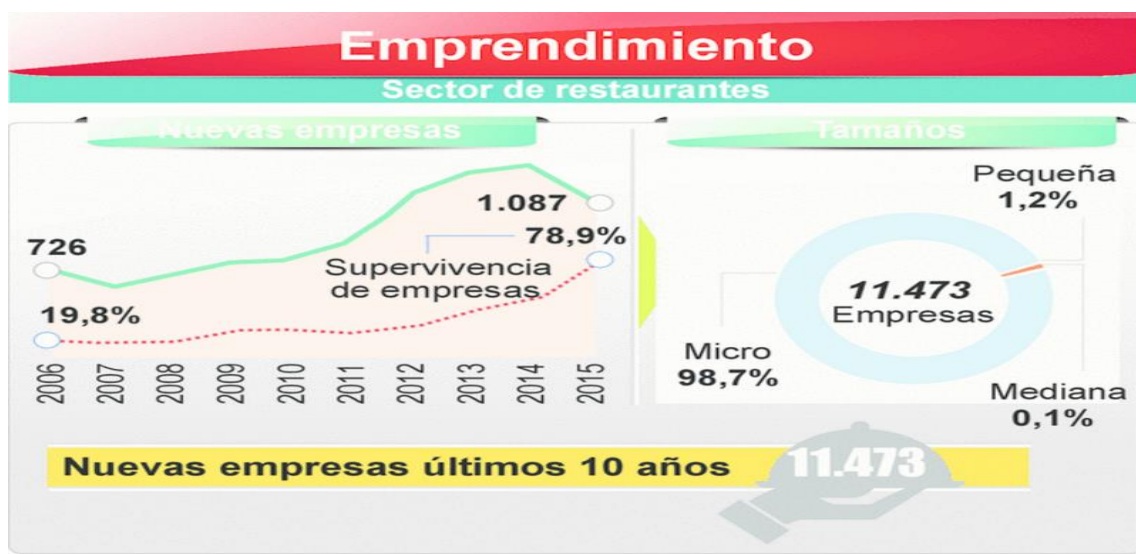 Emprendimiento
Sector de restaurantes
Nuevas empresas
726
1.087
78,9%
Supervivencia
de empresas
19,8%
2006
2007
2008
2009
2010
2011
2012
2013
2014
2015
Tamaños
Pequeña
1,2%
11.473
Empresas
Micro
98,7%
Mediana
0,1%
Nuevas empresas últimos 10 años
11.473